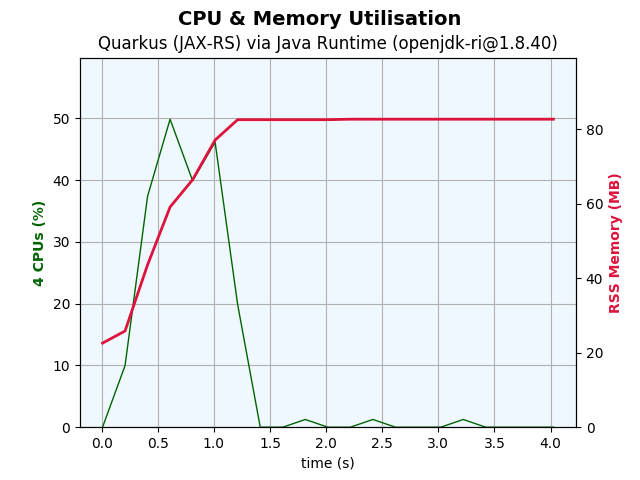 CPU & Memory Utilisation
Quarkus (JAX-RS) via Java Runtime (openjdk-ri@1.8.40)
4 CPUs (%)
50
40
30
20
10
0
RSS Memory (MB)
80
60
40
20
0
0.0 0.5 1.0 1.5 2.0 2.5 3.0 3.5 4.0
time (s)